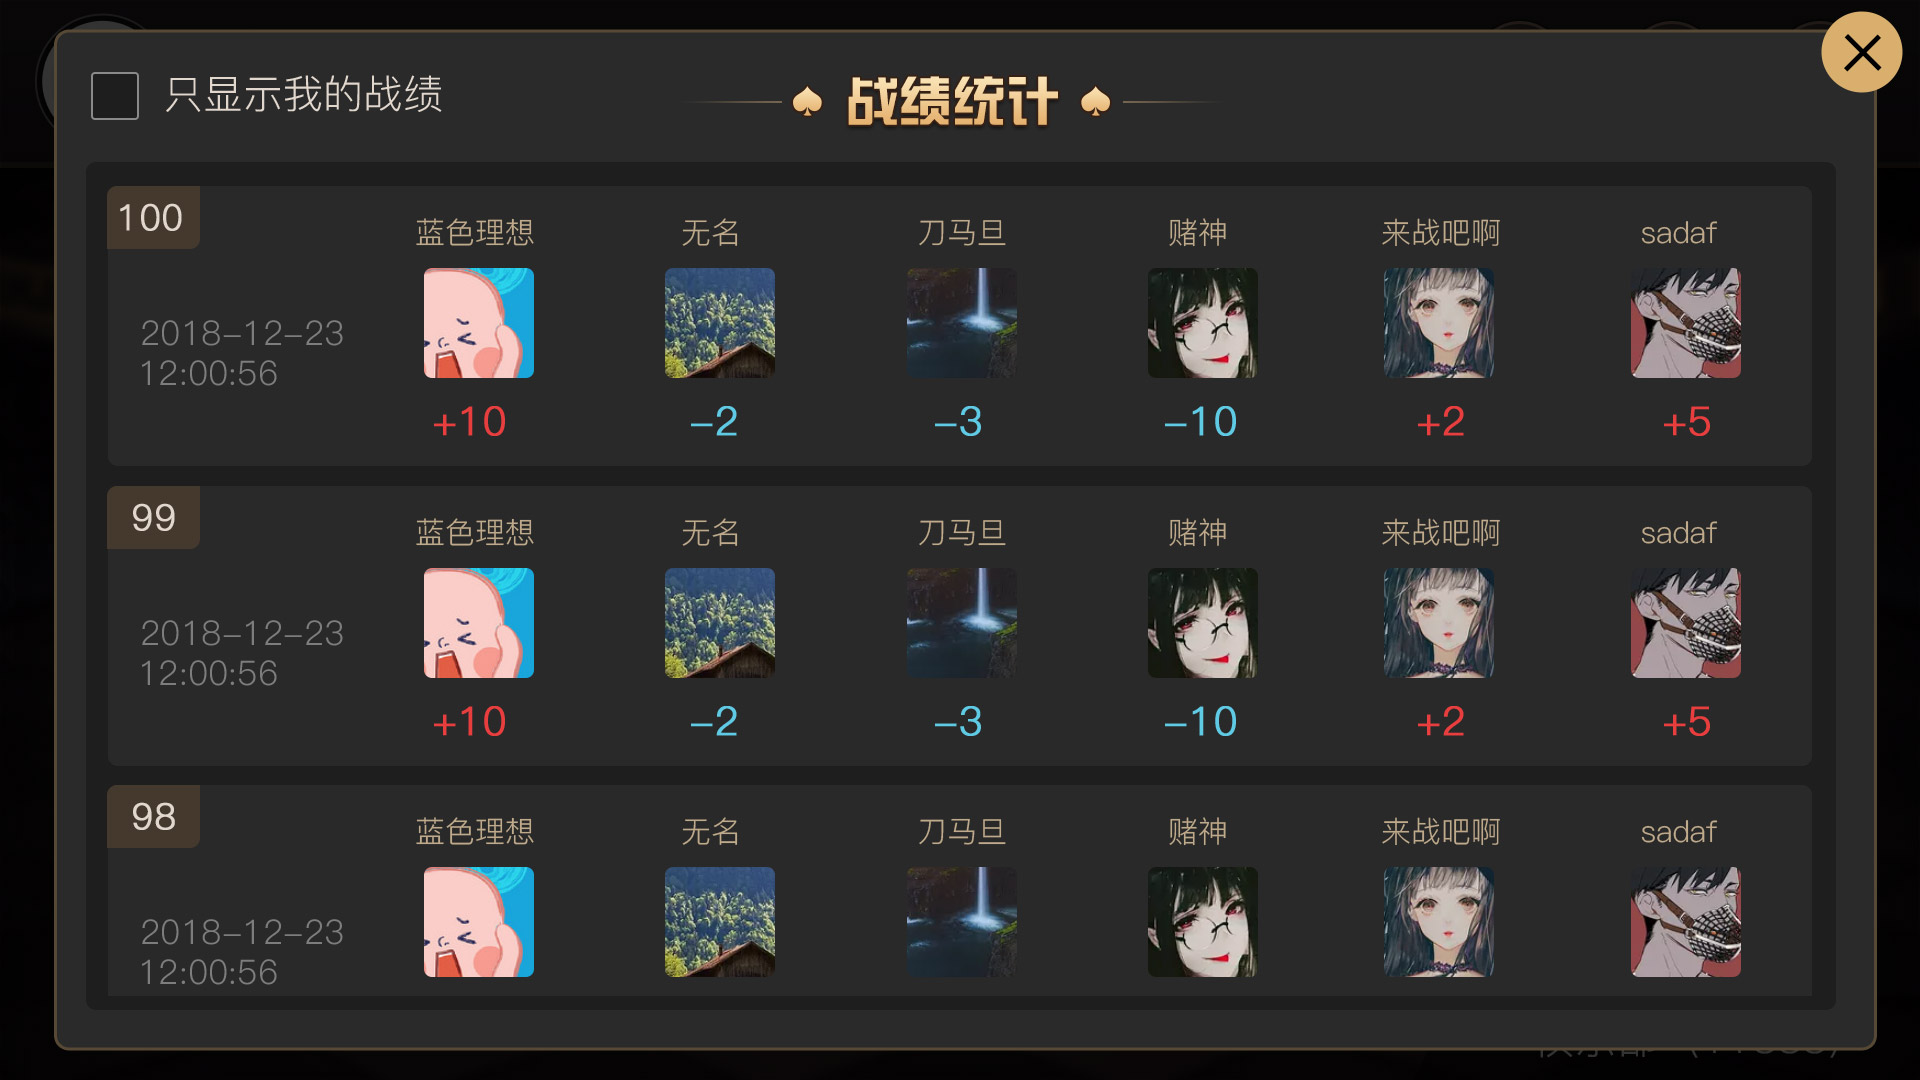 只显示我的战绩
战绩统计
100
蓝色理想 无名 刀马旦 赌神 来战吧啊 sadaf
2018-12-23
12:00:56
+10 -2 -3 -10 +2 +5
99
蓝色理想 无名 刀马旦 赌神 来战吧啊 sadaf
2018-12-23
12:00:56
+10 -2 -3 -10 +2 +5
98
蓝色理想 无名 刀马旦 赌神 来战吧啊 sadaf
2018-12-23
12:00:56